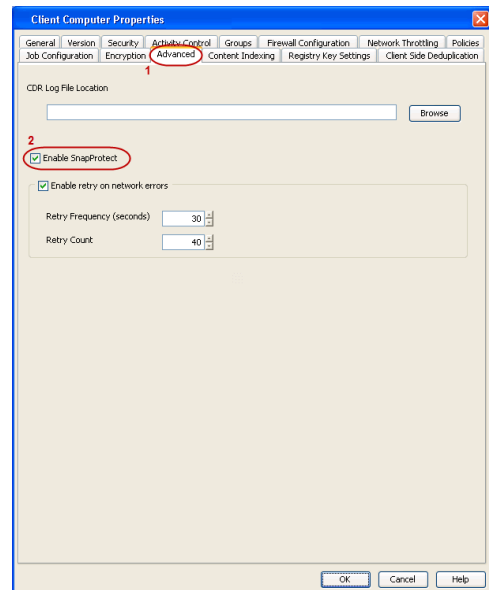 Client Computer Properties
General Version Security Activity Control Groups Firewall Configuration Network Throttling Policies
Job Configuration Encryption Advanced Content Indexing Registry Key Settings Client Side Deduplication
1
CDR Log File Location
Browse
2
Enable SnapProtect
Enable retry on network errors
Retry Frequency (seconds) 30
Retry Count 40
OK Cancel Help